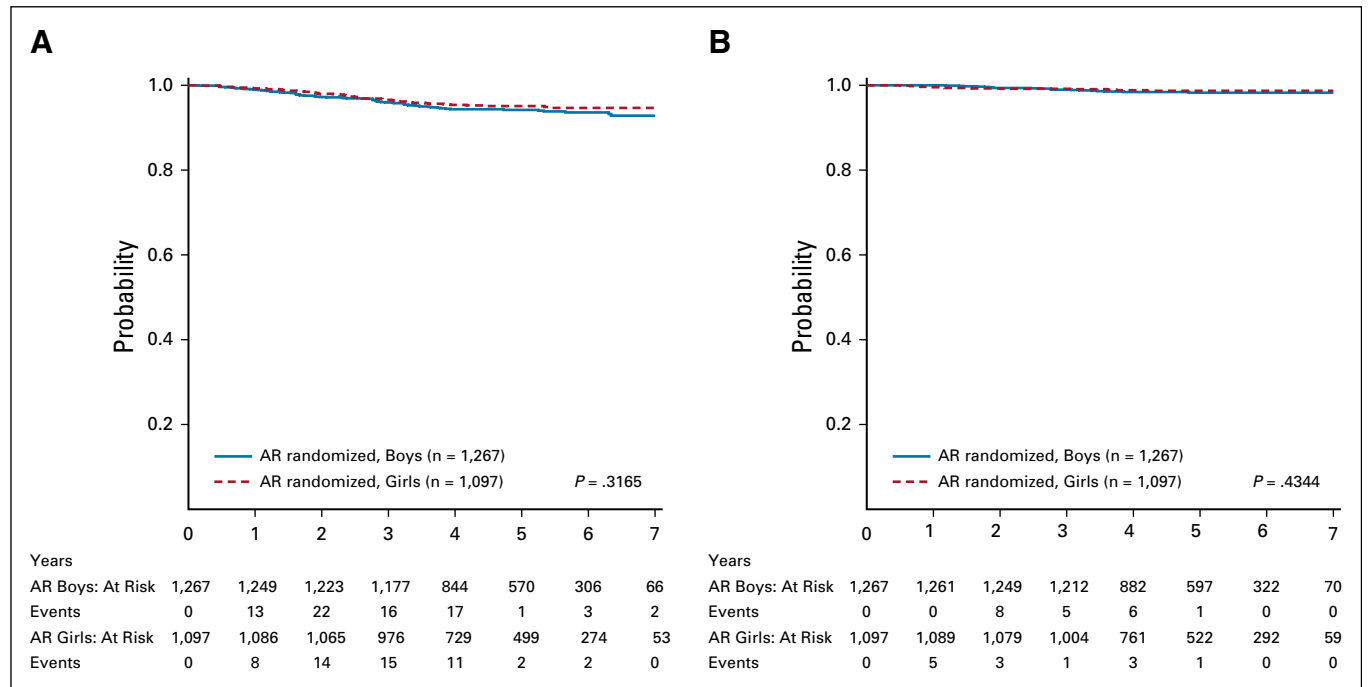 A
Probability
1.0
0.8
0.6
0.4
0.2
AR randomized, Boys (n = 1,267)
AR randomized, Girls (n = 1,097) P = .3165
0 1 2 3 4 5 6 7
Years
AR Boys: At Risk 1,267 1,249 1,223 1,177 844 570 306 66
Events 0 13 22 16 17 1 3 2
AR Girls: At Risk 1,097 1,086 1,065 976 729 499 274 53
Events 0 8 14 15 11 2 2 0
B
Probability
1.0
0.8
0.6
0.4
0.2
AR randomized, Boys (n = 1,267)
AR randomized, Girls (n = 1,097) P = .4344
0 1 2 3 4 5 6 7
Years
AR Boys: At Risk 1,267 1,261 1,249 1,212 882 597 322 70
Events 0 0 8 5 6 1 0 0
AR Girls: At Risk 1,097 1,089 1,079 1,004 761 522 292 59
Events 0 5 3 1 3 1 0 0